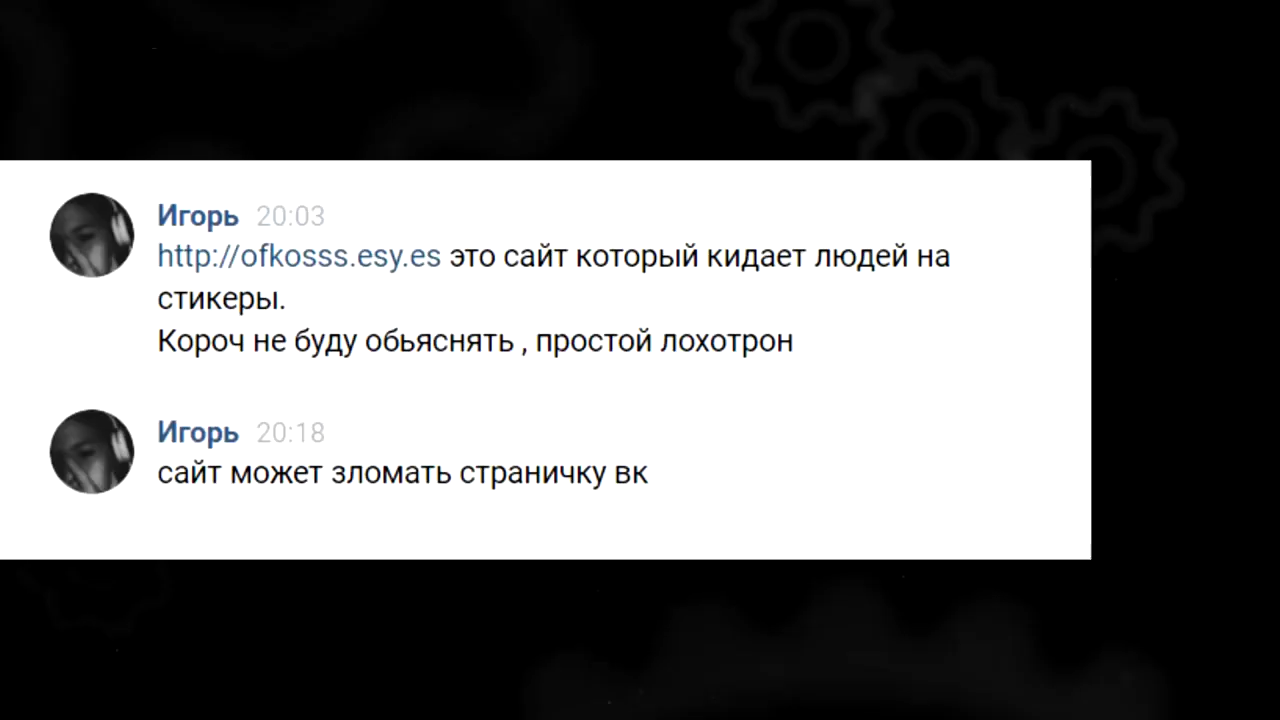 Игорь 20:03
http://ofkosss.esy.es это сайт который кидает людей на
стикеры.
Короч не буду обьяснять , простой лохотрон
Игорь 20:18
сайт может зломать страничку вк